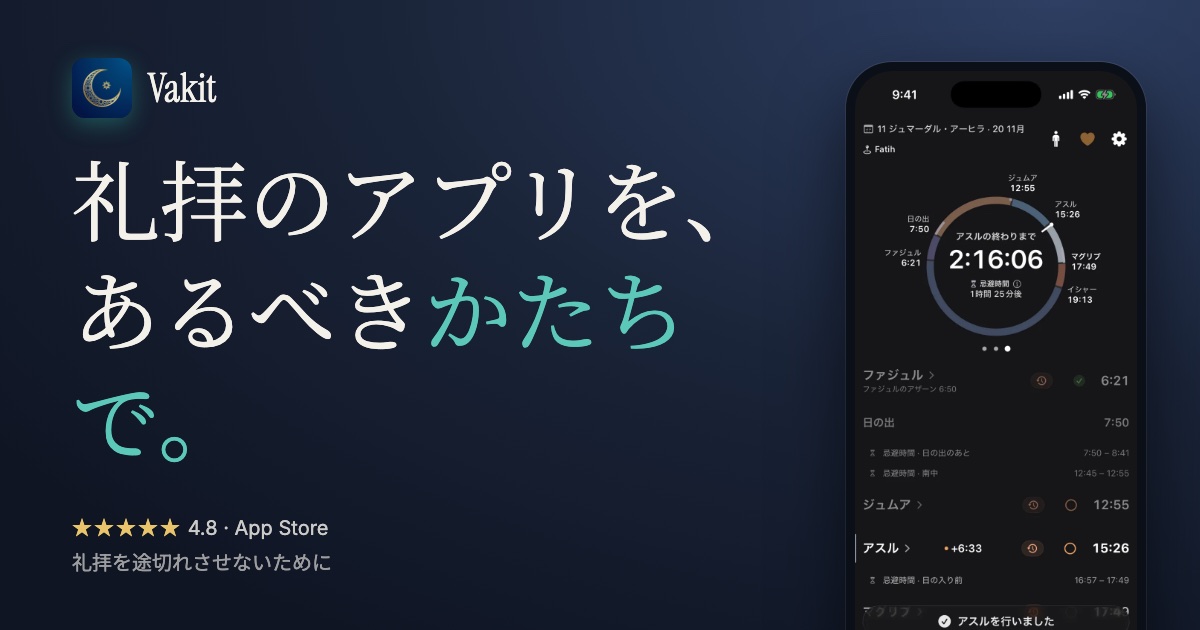 Vakit
礼拝のアプリを、
あるべきかたち
で。
★★★★★ 4.8 · App Store
礼拝を途切れさせないために
9:41
11 ジュマーダル・アーヒラ · 20 11月
Fatih
ジュムア
12:55
アスル
15:26
日の出
7:50
ファジュル
6:21
マグリブ
17:49
イシャー
19:13
アスルの終わりまで
2:16:06
忌避時間
1時間 25分後
ファジュル 6:21
ファジュルのアザーン 6:50
日の出 7:50
忌避時間 · 日の出のあと 7:50 – 8:41
忌避時間 · 南中 12:45 – 12:55
ジュムア 12:55
アスル +6:33 15:26
忌避時間 · 日の入り前 16:57 – 17:49
マグリブ 17:49
アスルを行いました